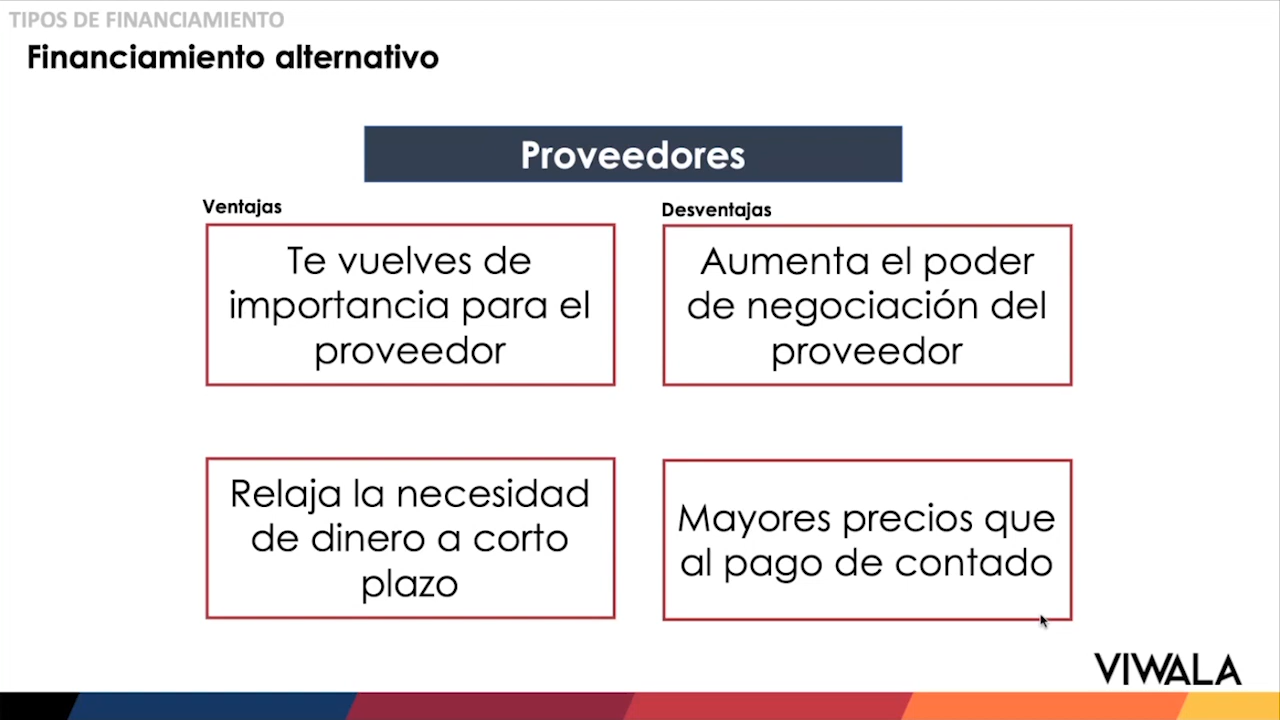 TIPOS DE FINANCIAMIENTO
Financiamiento alternativo
Proveedores
Ventajas
Te vuelves de
importancia para el
proveedor
Relaja la necesidad
de dinero a corto
plazo
Desventajas
Aumenta el poder
de negociación del
proveedor
Mayores precios que
al pago de contado
VIWALA